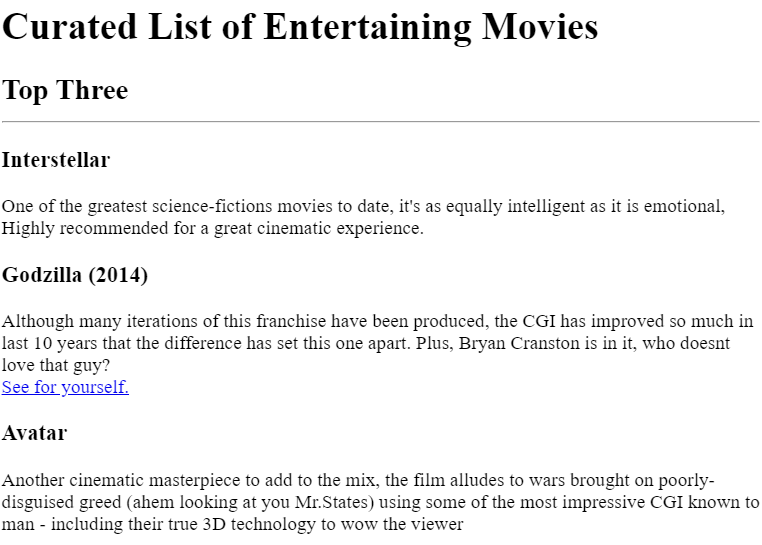 Curated List of Entertaining Movies
Top Three
Interstellar
One of the greatest science-fictions movies to date, it's as equally intelligent as it is emotional,
Highly recommended for a great cinematic experience.
Godzilla (2014)
Although many iterations of this franchise have been produced, the CGI has improved so much in
last 10 years that the difference has set this one apart. Plus, Bryan Cranston is in it, who doesnt
love that guy?
See for yourself.
Avatar
Another cinematic masterpiece to add to the mix, the film alludes to wars brought on poorly-
disguised greed (ahem looking at you Mr.States) using some of the most impressive CGI known to
man - including their true 3D technology to wow the viewer